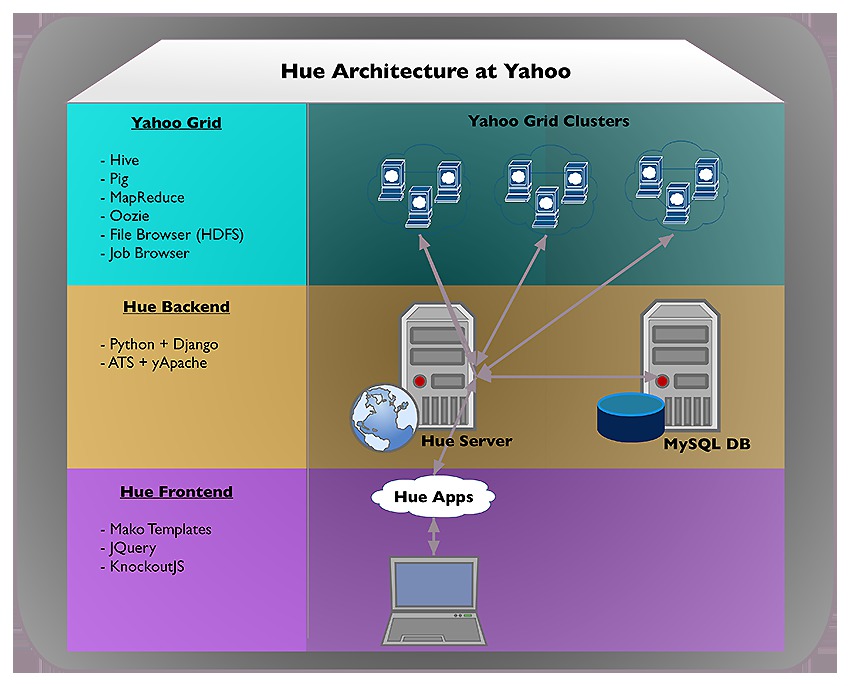 Hue Architecture at Yahoo
Yahoo Grid
- Hive
- Pig
- MapReduce
- Oozie
- File Browser (HDFS)
- Job Browser
Yahoo Grid Clusters
Hue Backend
- Python + Django
- ATS + yApache
Hue Server
MySQL DB
Hue Frontend
- Mako Templates
- JQuery
- KnockoutJS
Hue Apps